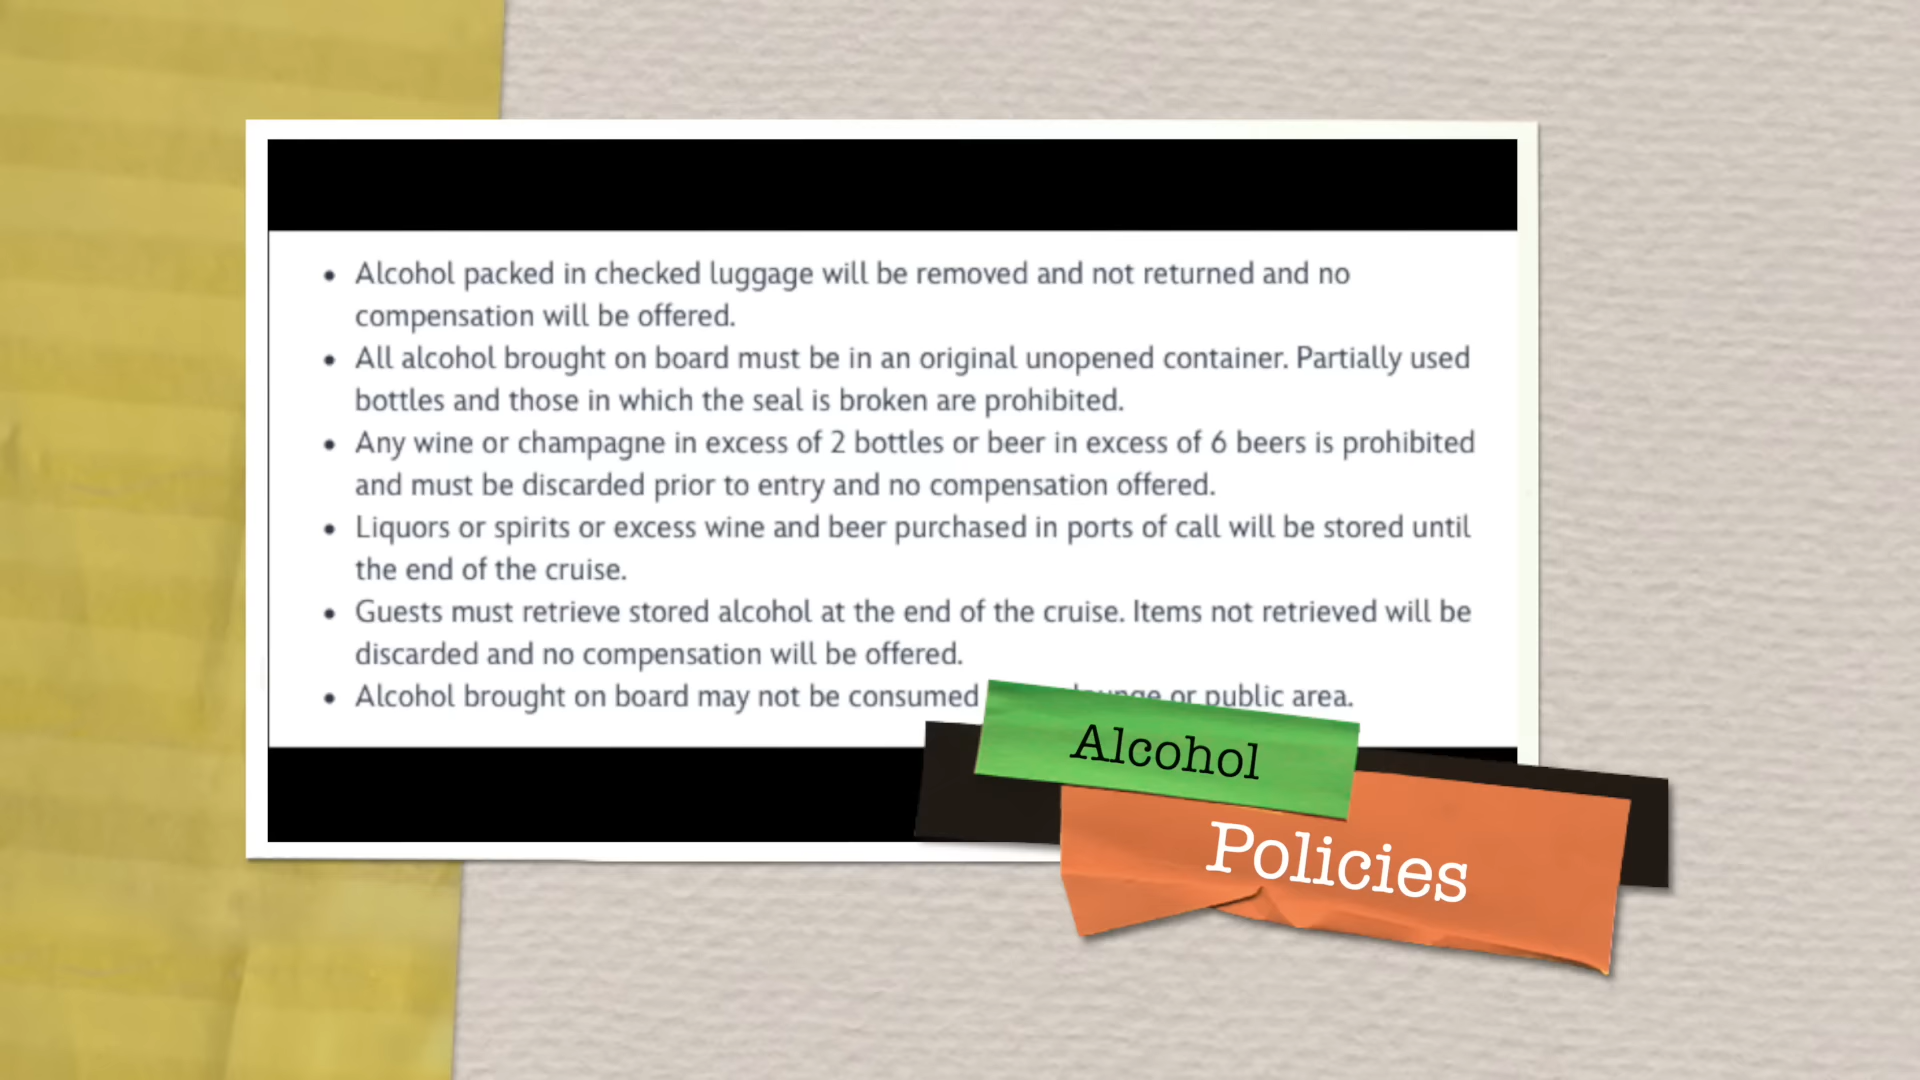 Alcohol packed in checked luggage will be removed and not returned and no
compensation will be offered.
All alcohol brought on board must be in an original unopened container. Partially used
bottles and those in which the seal is broken are prohibited.
Any wine or champagne in excess of 2 bottles or beer in excess of 6 beers is prohibited
and must be discarded prior to entry and no compensation offered.
Liquors or spirits or excess wine and beer purchased in ports of call will be stored until
the end of the cruise.
Guests must retrieve stored alcohol at the end of the cruise. Items not retrieved will be
discarded and no compensation will be offered.
Alcohol brought on board may not be consumed or public area.
Alcohol
Policies